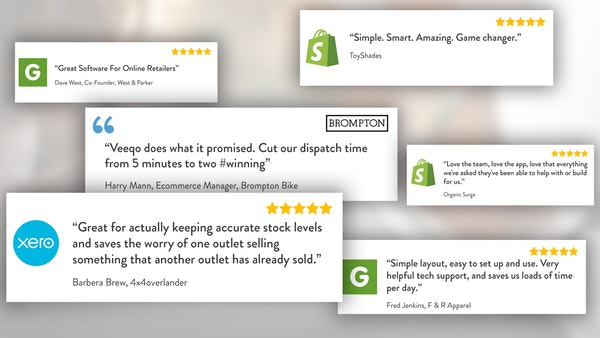 “Simple. Smart. Amazing. Game changer.”
ToyShades
G
“Great Software For Online Retailers”
Dave West, Co-Founder, West & Parker
BROMPTON
“Veeqo does what it promised. Cut our dispatch time
from 5 minutes to two #winning”
Harry Mann, Ecommerce Manager, Brompton Bike
S
“Love the team, love the app, love that everything
we've asked they've been able to help with or build
for us.”
Organic Surge
xero
“Great for actually keeping accurate stock levels
and saves the worry of one outlet selling
something that another outlet has already sold.”
Barbera Brew, 4x4overlander
G
“Simple layout, easy to set up and use. Very
helpful tech support, and saves us loads of time
per day.”
Fred Jenkins, F & R Apparel